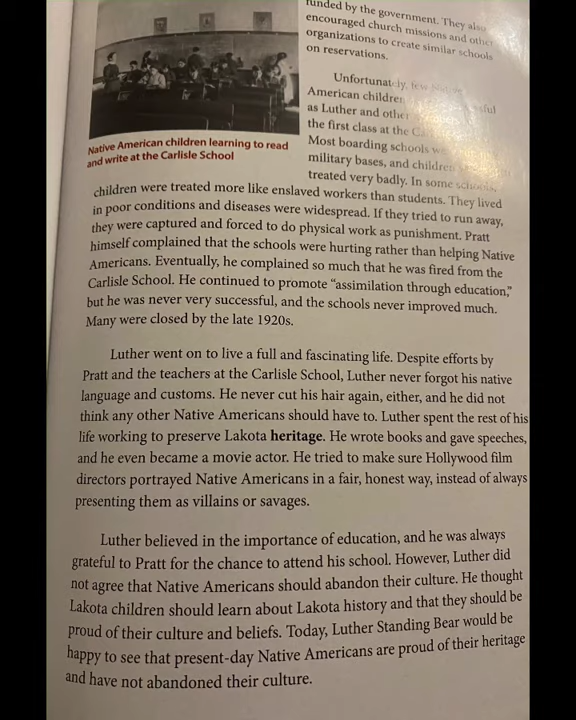 funded by the government. They also
encouraged church missions and other
organizations to create similar schools
on reservations.
Unfortunately, few
American children
as Luther and other
the first class at the
Most boarding schools
military bases, and children
treated very badly. In some schools,
Native American children learning to read
and write at the Carlisle School
children were treated more like enslaved workers than students. They lived
in poor conditions and diseases were widespread. If they tried to run away,
they were captured and forced to do physical work as punishment. Pratt
himself complained that the schools were hurting rather than helping Native
Americans. Eventually, he complained so much that he was fired from the
Carlisle School. He continued to promote “assimilation through education,”
but he was never very successful, and the schools never improved much.
Many were closed by the late 1920s.
Luther went on to live a full and fascinating life. Despite efforts by
Pratt and the teachers at the Carlisle School, Luther never forgot his native
language and customs. He never cut his hair again, either, and he did not
think any other Native Americans should have to. Luther spent the rest of his
life working to preserve Lakota heritage. He wrote books and gave speeches,
and he even became a movie actor. He tried to make sure Hollywood film
directors portrayed Native Americans in a fair, honest way, instead of always
presenting them as villains or savages.
Luther believed in the importance of education, and he was always
grateful to Pratt for the chance to attend his school. However, Luther did
not agree that Native Americans should abandon their culture. He thought
Lakota children should learn about Lakota history and that they should be
proud of their culture and beliefs. Today, Luther Standing Bear would be
happy to see that present-day Native Americans are proud of their heritage
and have not abandoned their culture.